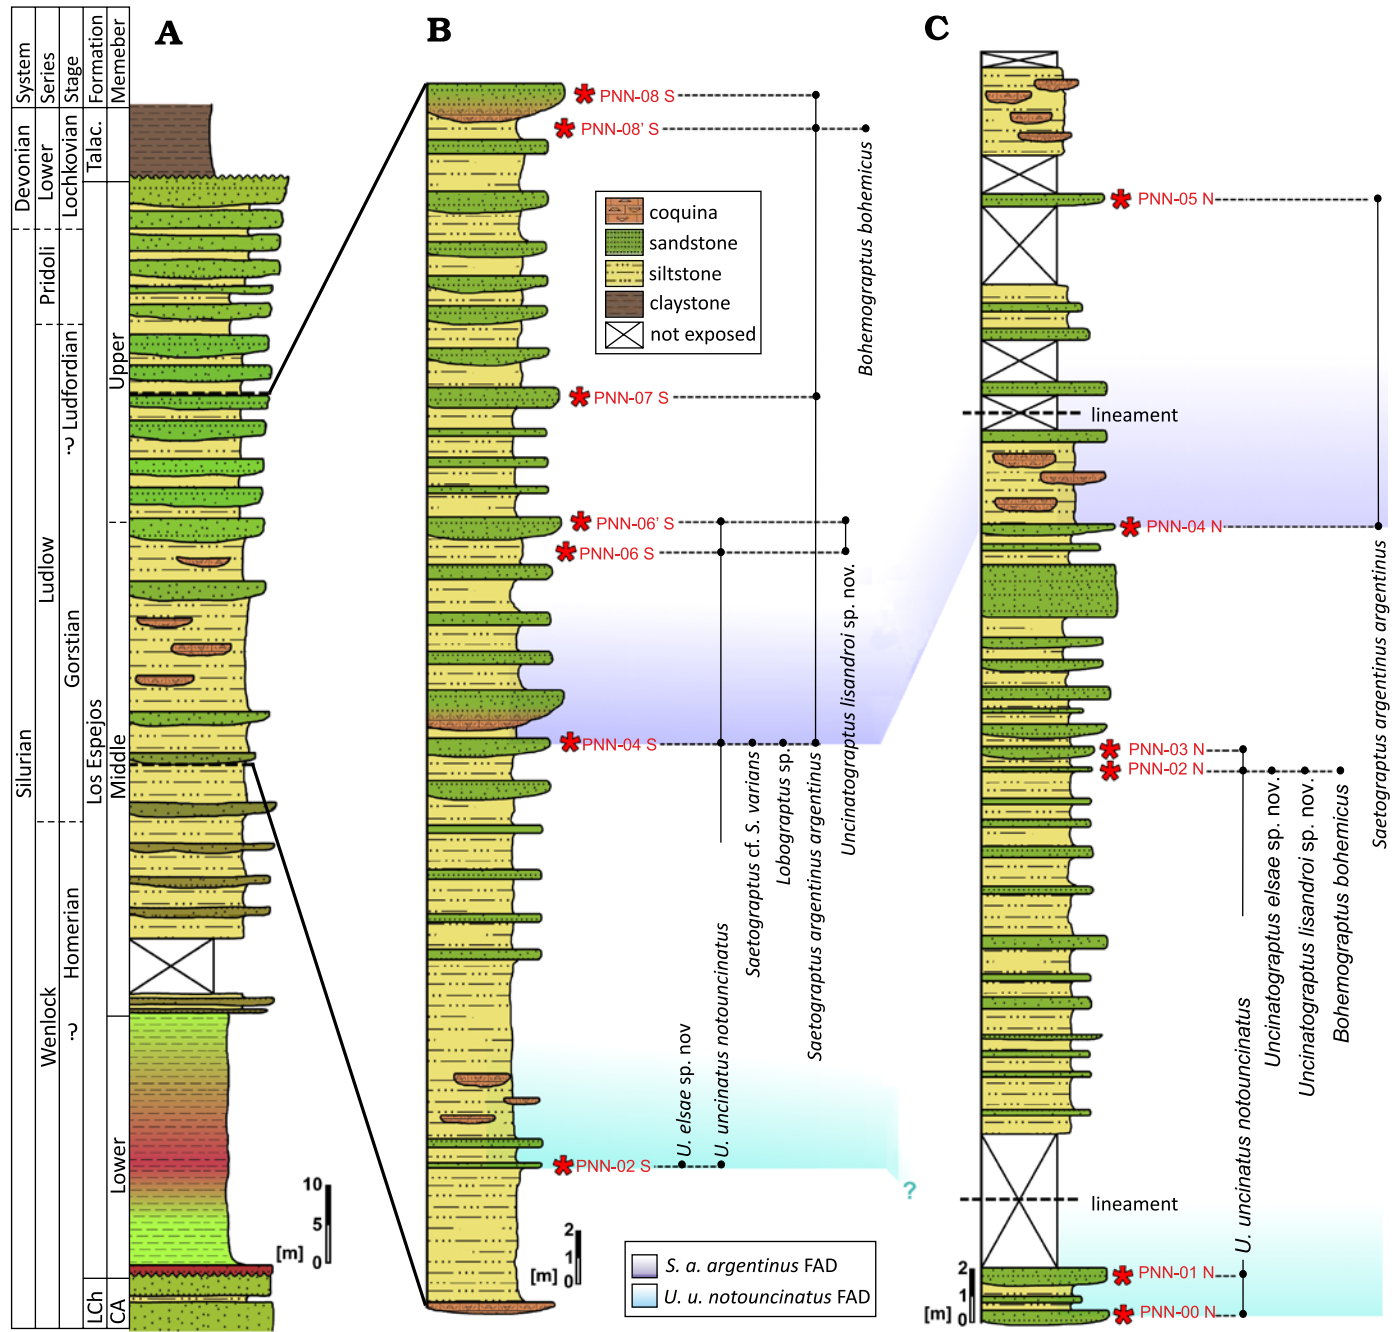 A
B
C
System
Series
Stage
Formation
Memeber
Devonian
Lower
Lochkovian
Talac.
Silurian
Pridoli
Ludlow
Wenlock
Ludfordian
?
Gorstian
Homerian
?
Los Espejos
LCh
Upper
Middle
Lower
CA
10
5
[m] 0
PNN-08 S
PNN-08' S
Bohemograptus bohemicus
coquina
sandstone
siltstone
claystone
not exposed
PNN-07 S
PNN-06' S
PNN-06 S
Uncinatograptus lisandroi sp. nov.
PNN-04 S
Saetograptus cf. S. varians
Lobograptus sp.
Saetograptus argentinus argentinus
U. elsae sp. nov
U. uncinatus notouncinatus
PNN-02 S
?
2
1
[m] 0
S. a. argentinus FAD
U. u. notouncinatus FAD
PNN-05 N
lineament
PNN-04 N
Saetograptus argentinus argentinus
PNN-03 N
PNN-02 N
Uncinatograptus elsae sp. nov.
Uncinatograptus lisandroi sp. nov.
Bohemograptus bohemicus
U. uncinatus notouncinatus
lineament
PNN-01 N
PNN-00 N
2
1
[m] 0